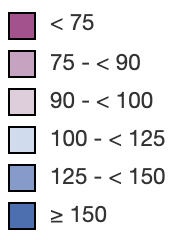 < 75
75 - < 90
90 - < 100
100 - < 125
125 - < 150
≥ 150